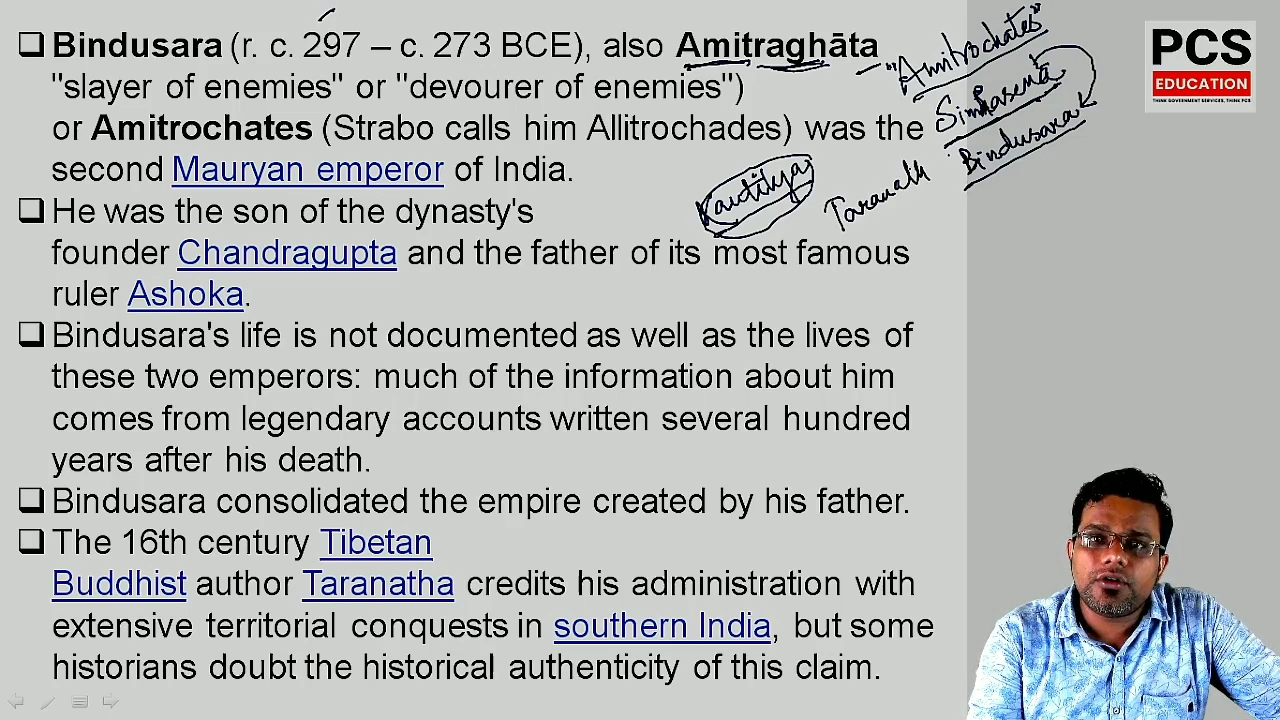 ❑ Bindusara (r. c. 297 – c. 273 BCE), also Amitraghāta
"slayer of enemies" or "devourer of enemies")
or Amitrochates (Strabo calls him Allitrochades) was the
second Mauryan emperor of India.
❑ He was the son of the dynasty's
founder Chandragupta and the father of its most famous
ruler Ashoka.
❑ Bindusara's life is not documented as well as the lives of
these two emperors: much of the information about him
comes from legendary accounts written several hundred
years after his death.
❑ Bindusara consolidated the empire created by his father.
❑ The 16th century Tibetan
Buddhist author Taranatha credits his administration with
extensive territorial conquests in southern India, but some
historians doubt the historical authenticity of this claim.
"Amitrochates"
Simhasena
Bindusara
Taranath
Kautilya
PCS
EDUCATION
THINK GOVERNMENT SERVICES, THINK PCS